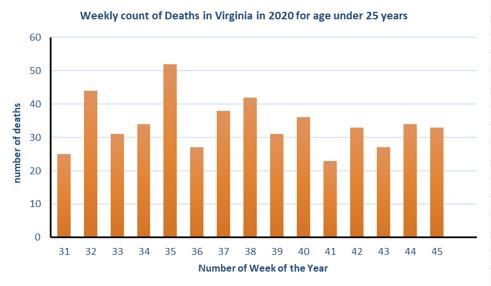 Weekly count of Deaths in Virginia in 2020 for age under 25 years
number of deaths
60
50
40
30
20
10
0
31 32 33 34 35 36 37 38 39 40 41 42 43 44 45
Number of Week of the Year